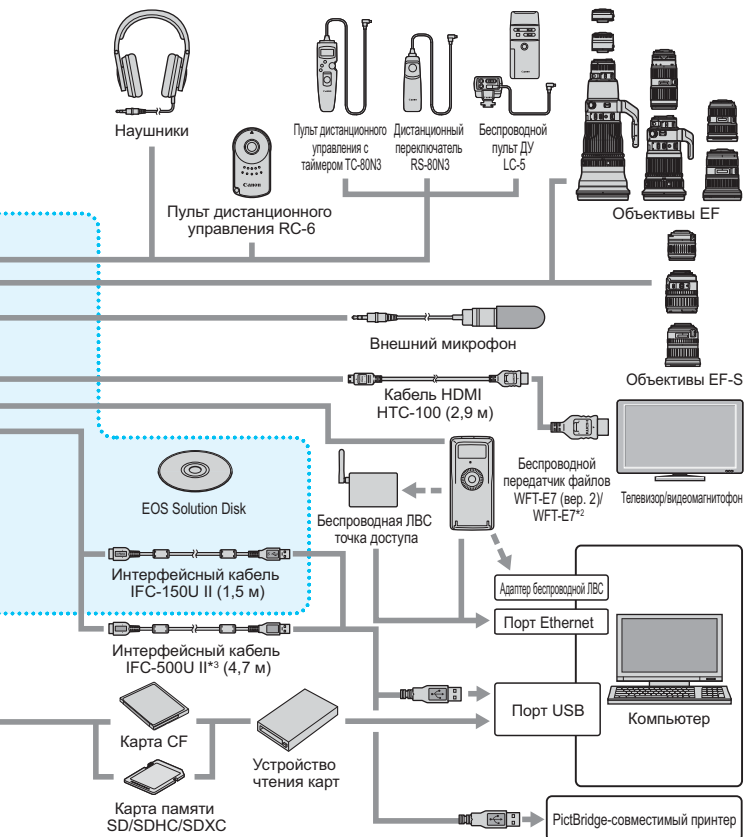 Наушники
Пульт дистанционного
управления с
таймером TC-80N3
Дистанционный
переключатель
RS-80N3
Беспроводной
пульт ДУ
LC-5
Canon
Пульт дистанционного
управления RC-6
Объективы EF
Внешний микрофон
Объективы EF-S
Кабель HDMI
HTC-100 (2,9 м)
EOS Solution Disk
Беспроводная ЛВС
точка доступа
Беспроводной
передатчик файлов
WFT-E7 (вер. 2)/
WFT-E7*2
Телевизор/видеомагнитофон
Интерфейсный кабель
IFC-150U II (1,5 м)
Адаптер беспроводной ЛВС
Порт Ethernet
Интерфейсный кабель
IFC-500U II*3 (4,7 м)
Порт USB
Компьютер
Карта CF
Устройство
чтения карт
Карта памяти
SD/SDHC/SDXC
PictBridge-совместимый принтер